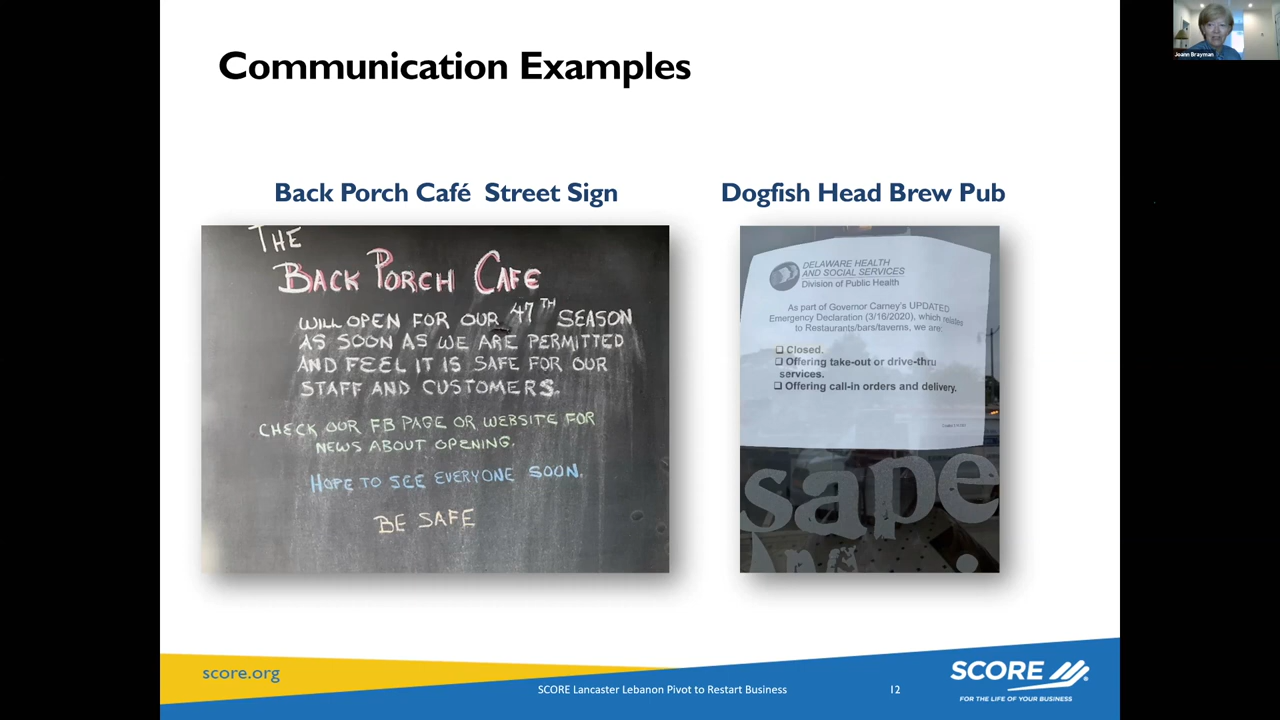 Joann Brayman
Communication Examples
Back Porch Café Street Sign
THE
BACK PORCH CAFE
WILL OPEN FOR OUR 47TH SEASON
AS SOON AS WE ARE PERMITTED
AND FEEL IT IS SAFE FOR OUR
STAFF AND CUSTOMERS.
CHECK OUR FB PAGE OR WEBSITE FOR
NEWS ABOUT OPENING.
HOPE TO SEE EVERYONE SOON.
BE SAFE
Dogfish Head Brew Pub
DELAWARE HEALTH
AND SOCIAL SERVICES
Division of Public Health
As part of Governor Carney's UPDATED
Emergency Declaration (3/16/2020), which relates
to Restaurants/bars/taverns, we are:
❑ Closed.
❑ Offering take-out or drive-thru
services.
❑ Offering call-in orders and delivery.
sape
score.org
SCORE Lancaster Lebanon Pivot to Restart Business
12
SCORE
FOR THE LIFE OF YOUR BUSINESS